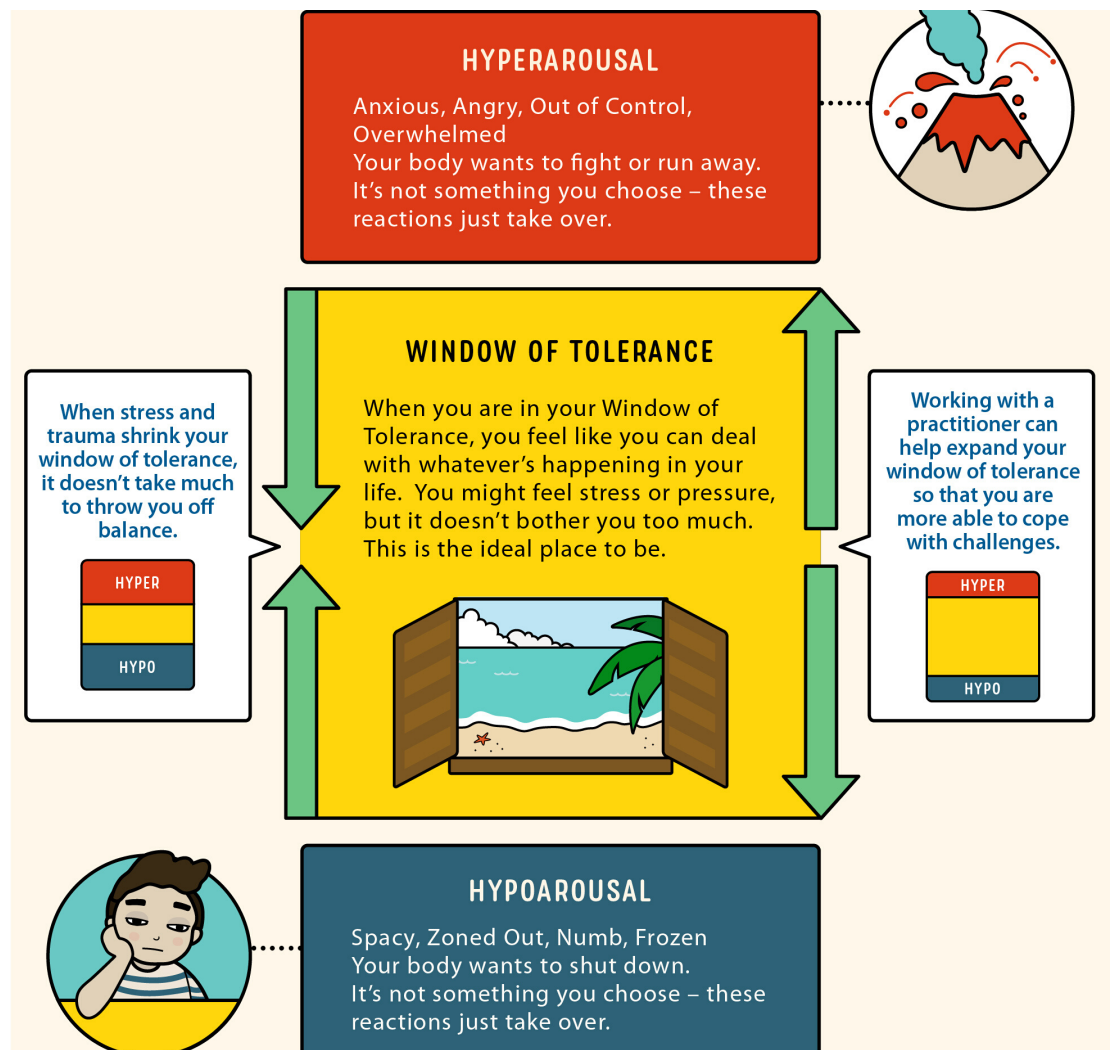 HYPERAROUSAL
Anxious, Angry, Out of Control,
Overwhelmed
Your body wants to fight or run away.
It’s not something you choose – these
reactions just take over.
WINDOW OF TOLERANCE
When you are in your Window of
Tolerance, you feel like you can deal
with whatever’s happening in your
life.  You might feel stress or pressure,
but it doesn’t bother you too much.
This is the ideal place to be.
When stress and
trauma shrink your
window of tolerance,
it doesn’t take much
to throw you off
balance.
HYPER
HYPO
Working with a
practitioner can
help expand your
window of tolerance
so that you are
more able to cope
with challenges.
HYPER
HYPO
HYPOAROUSAL
Spacy, Zoned Out, Numb, Frozen
Your body wants to shut down.
It’s not something you choose – these
reactions just take over.